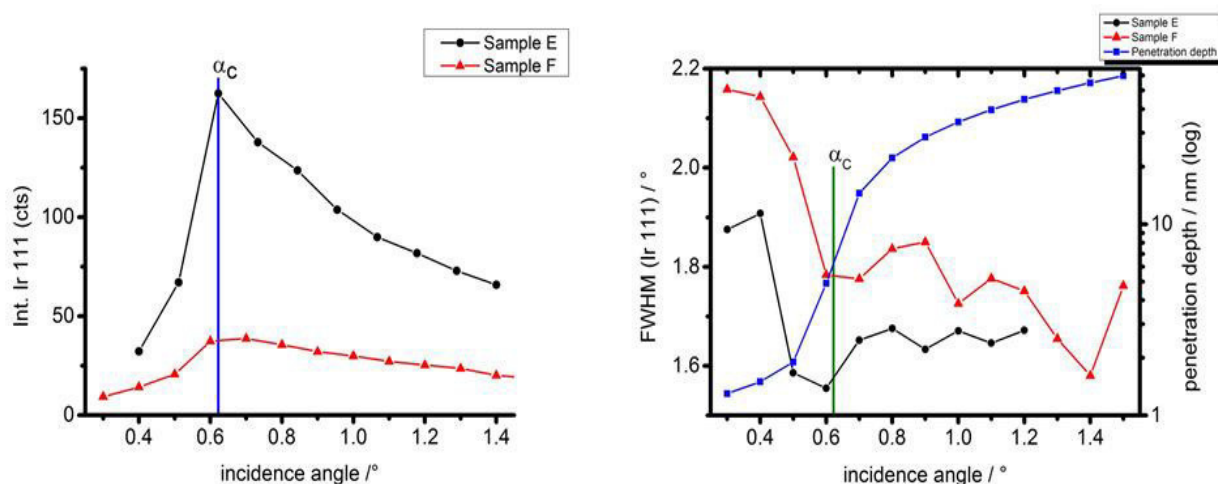 Sample E
Sample F
αC
Int. Ir 111 (cts)
175
150
100
50
0
0.4
0.6
0.8
1.0
1.2
1.4
incidence angle /°
Sample E
Sample F
Penetration depth
αC
FWHM (Ir 111) / °
2.2
2.0
1.8
1.6
penetration depth / nm (log)
10
1
0.4
0.6
0.8
1.0
1.2
1.4
incidence angle / °